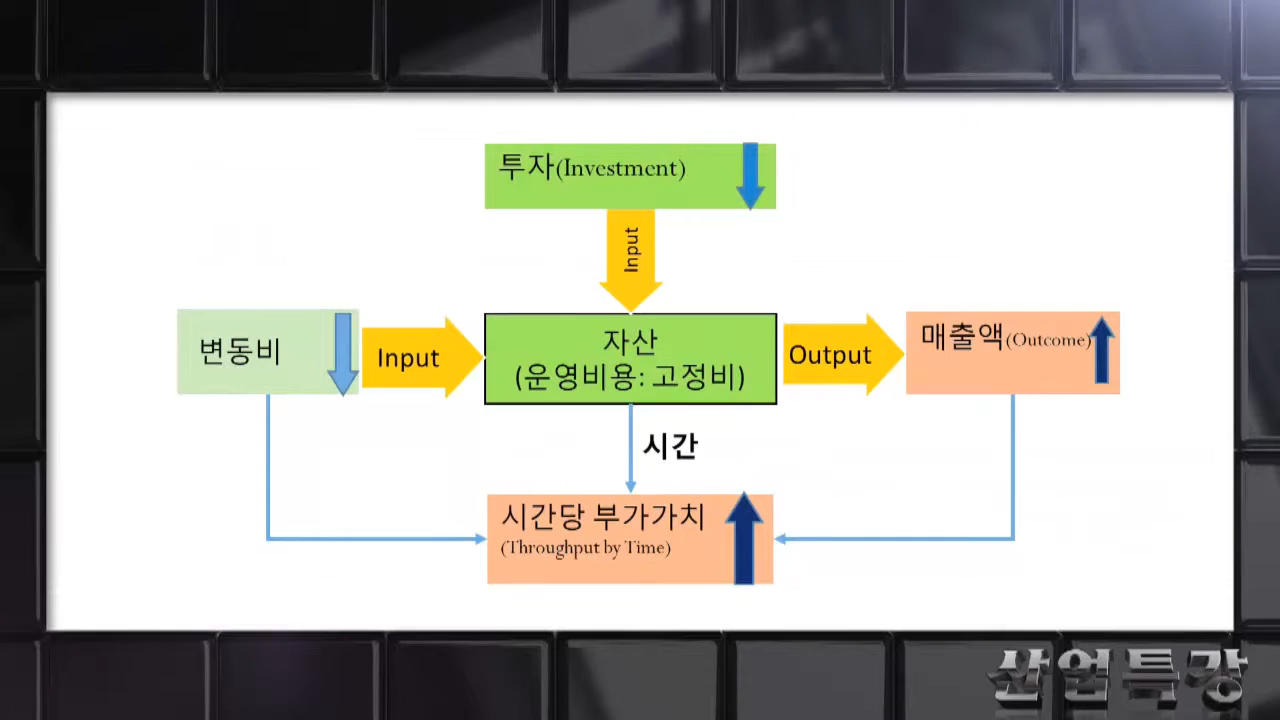 투자(Investment)
Input
변동비
Input
자산
(운영비용: 고정비)
Output
매출액(Outcome)
시간
시간당 부가가치
(Throughput by Time)
산업특강